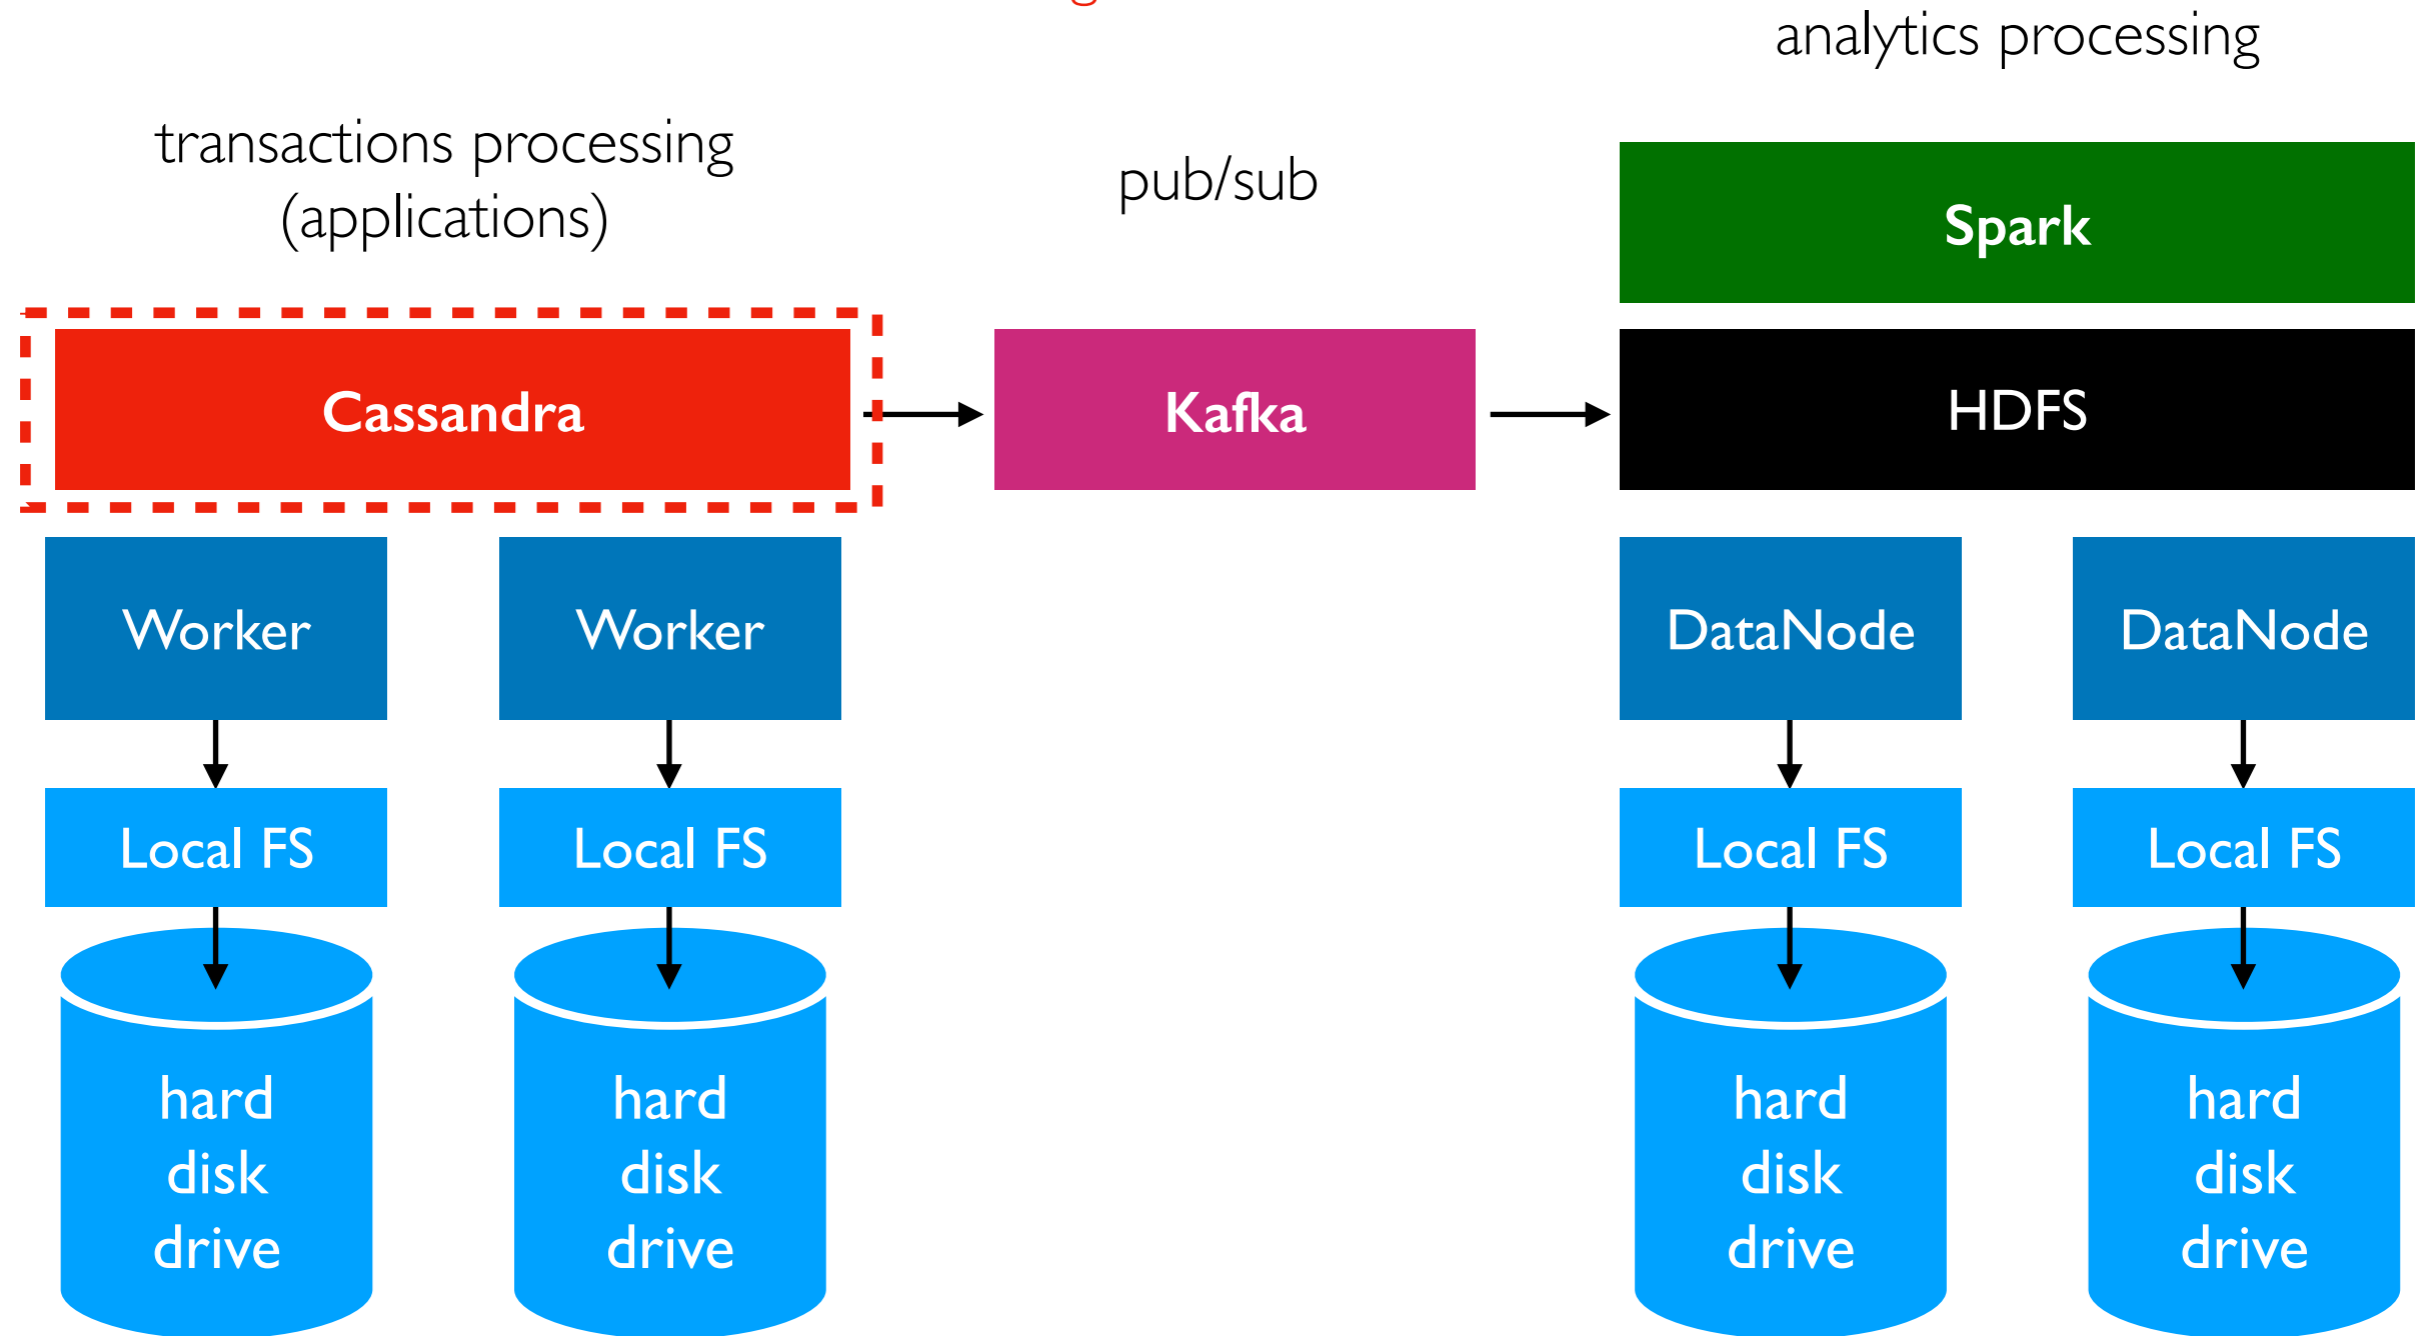 analytics processing
transactions processing
(applications)
pub/sub
Spark
Cassandra
Kafka
HDFS
Worker
Worker
DataNode
DataNode
Local FS
Local FS
Local FS
Local FS
hard
disk
drive
hard
disk
drive
hard
disk
drive
hard
disk
drive